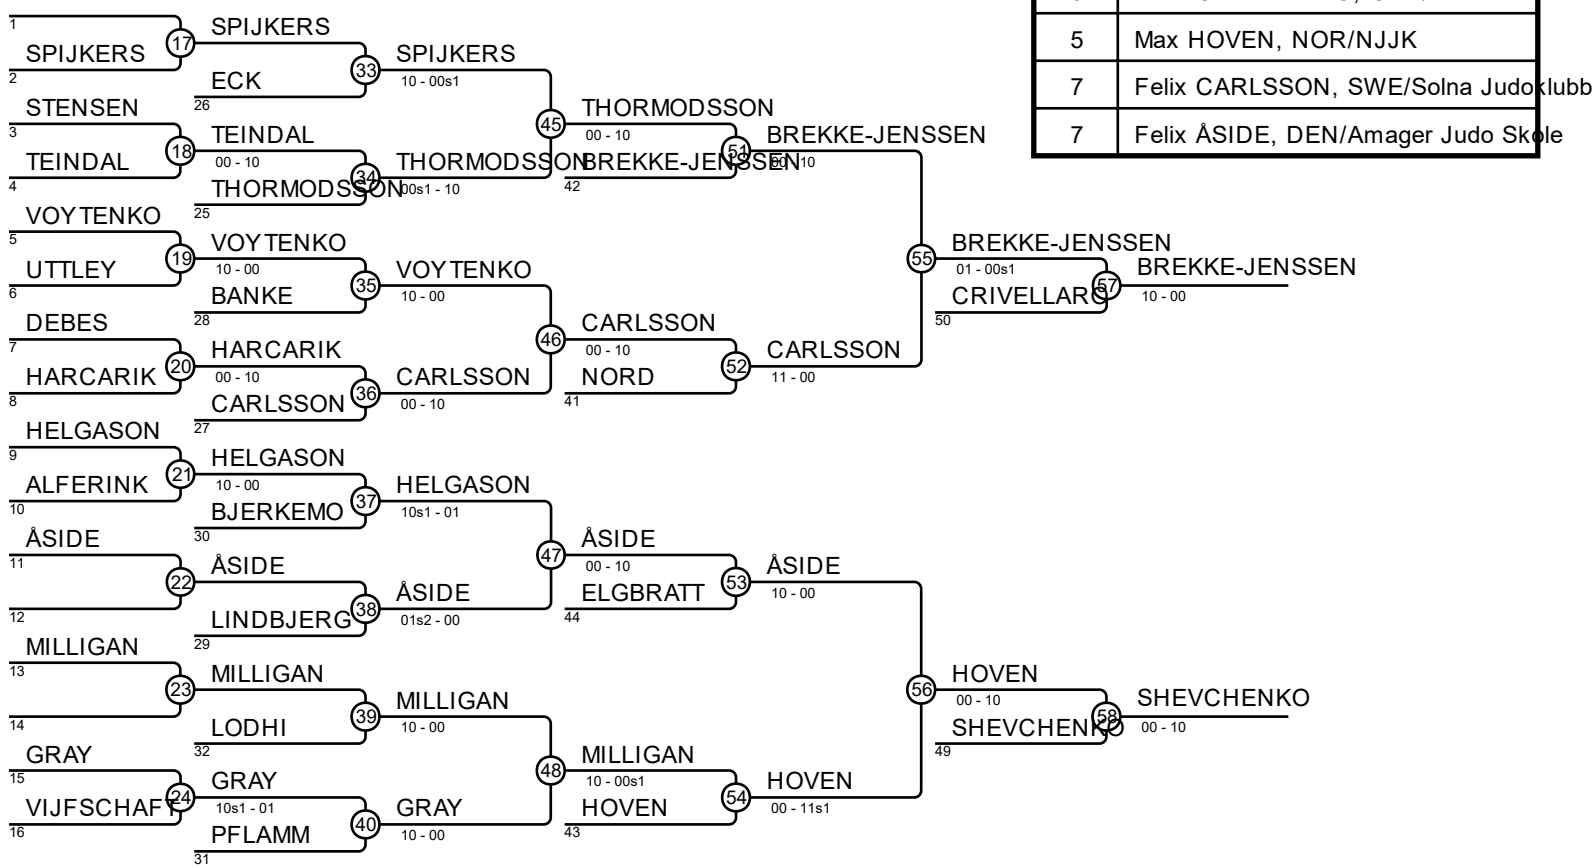 1
SPIJKERS
2
17
SPIJKERS
ECK
26
33
SPIJKERS
10 - 00s1
STENSEN
3
TEINDAL
4
18
TEINDAL
00 - 10
THORMODSSON
25
34
THORMODSSON
00s1 - 10
45
THORMODSSON
00 - 10
BREKKE-JENSSEN
42
51
BREKKE-JENSSEN
VOYTENKO
5
UTTLEY
6
19
VOYTENKO
10 - 00
BANKE
28
35
VOYTENKO
10 - 00
DEBES
7
HARCARIK
8
20
HARCARIK
00 - 10
CARLSSON
27
36
CARLSSON
00 - 10
46
CARLSSON
00 - 10
NORD
41
52
CARLSSON
11 - 00
55
BREKKE-JENSSEN
01 - 00s1
CRIVELLARO
50
57
BREKKE-JENSSEN
10 - 00
HELGASON
9
ALFERINK
10
21
HELGASON
10 - 00
BJERKEMO
30
37
HELGASON
10s1 - 01
ÅSIDE
11
12
22
ÅSIDE
LINDBJERG
29
38
ÅSIDE
01s2 - 00
47
ÅSIDE
00 - 10
ELGBRATT
44
53
ÅSIDE
10 - 00
MILLIGAN
13
14
23
MILLIGAN
LODHI
32
39
MILLIGAN
10 - 00
GRAY
15
VIJFSCHAFT
16
24
GRAY
10s1 - 01
PFLAMM
31
40
GRAY
10 - 00
48
MILLIGAN
10 - 00s1
HOVEN
43
54
HOVEN
00 - 11s1
56
HOVEN
00 - 10
SHEVCHENKO
49
58
SHEVCHENKO
00 - 10
5 Max HOVEN, NOR/NJJK
7 Felix CARLSSON, SWE/Solna Judoklubb
7 Felix ÅSIDE, DEN/Amager Judo Skole